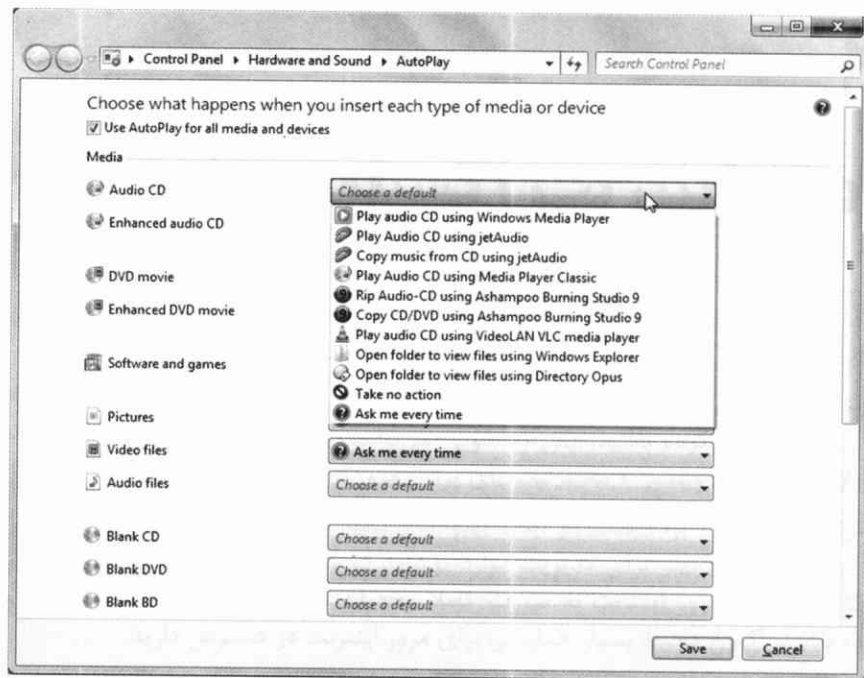 Control Panel ▸ Hardware and Sound ▸ AutoPlay
Search Control Panel
Choose what happens when you insert each type of media or device
Use AutoPlay for all media and devices
Media
Audio CD
Choose a default
Enhanced audio CD
Play audio CD using Windows Media Player
Play Audio CD using jetAudio
Copy music from CD using jetAudio
DVD movie
Play Audio CD using Media Player Classic
Enhanced DVD movie
Rip Audio-CD using Ashampoo Burning Studio 9
Copy CD/DVD using Ashampoo Burning Studio 9
Play audio CD using VideoLAN VLC media player
Software and games
Open folder to view files using Windows Explorer
Open folder to view files using Directory Opus
Take no action
Pictures
Ask me every time
Video files
Ask me every time
Audio files
Choose a default
Blank CD
Choose a default
Blank DVD
Choose a default
Blank BD
Choose a default
Save
Cancel